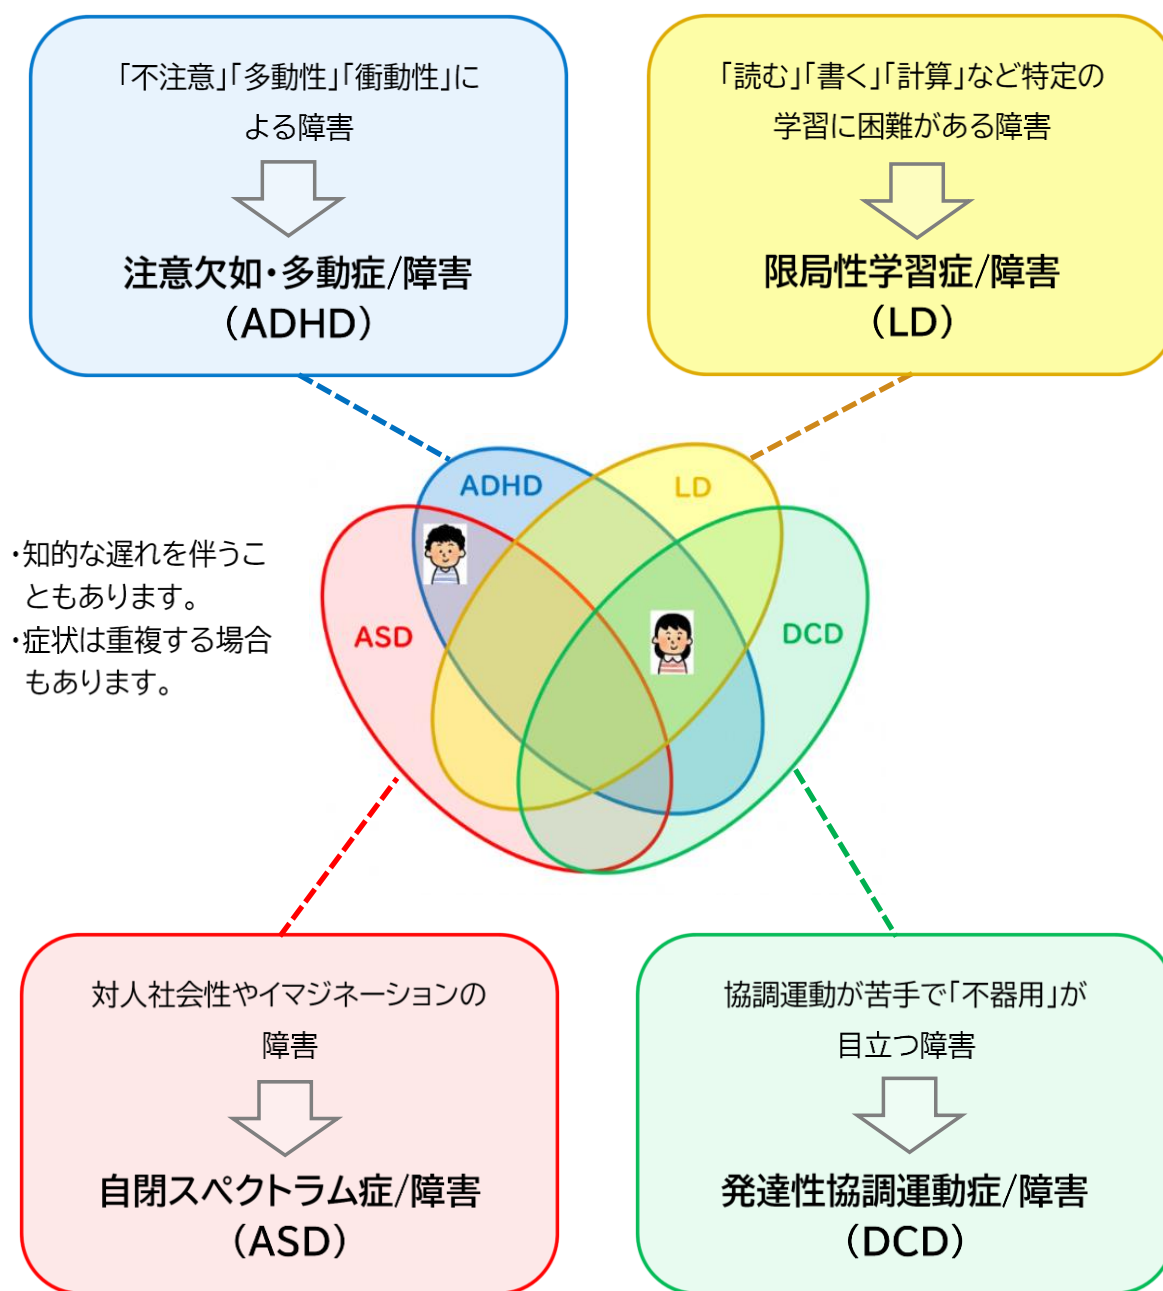 「不注意」「多動性」「衝動性」に
よる障害
注意欠如・多動症/障害
(ADHD)
「読む」「書く」「計算」など特定の
学習に困難がある障害
限局性学習症/障害
(LD)
ADHD
LD
ASD
DCD
・知的な遅れを伴うこ
ともあります。
・症状は重複する場合
もあります。
対人社会性やイマジネーションの
障害
自閉スペクトラム症/障害
(ASD)
協調運動が苦手で「不器用」が
目立つ障害
発達性協調運動症/障害
(DCD)